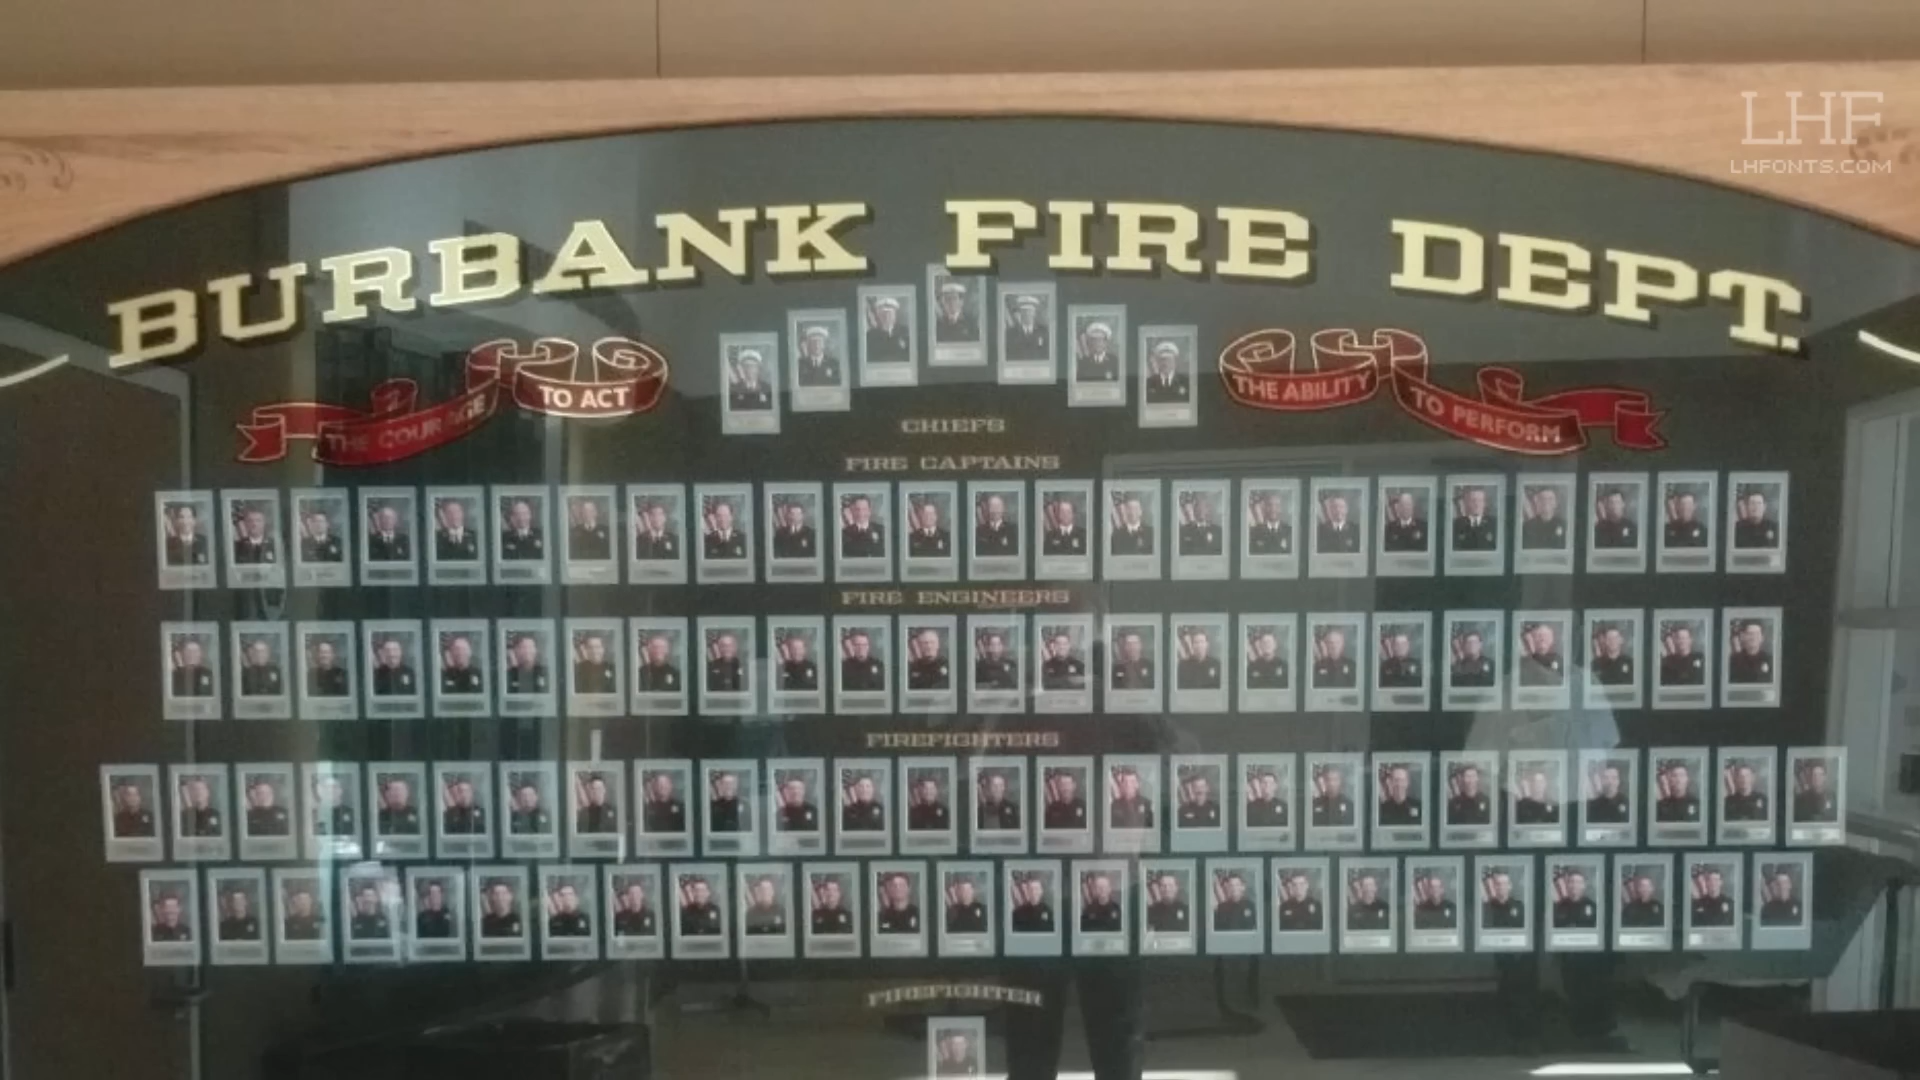 LHF
LHFONTS.COM
BURBANK FIRE DEPT.
THE COURAGE TO ACT
THE ABILITY TO PERFORM
CHIEFS
FIRE CAPTAINS
FIRE ENGINEERS
FIREFIGHTERS
FIREFIGHTER